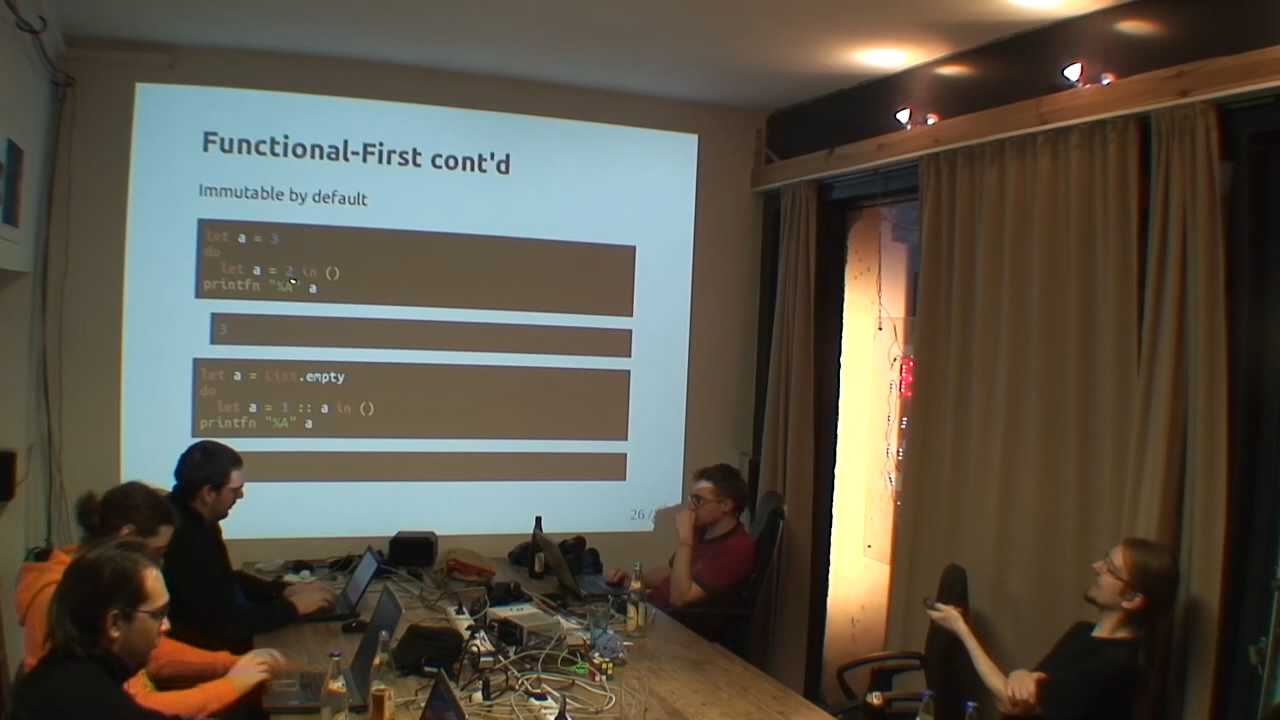 Functional-First cont'd
Immutable by default
let a = 3
do
  let a = 2 in ()
printfn "%A" a
3
let a = List.empty
do
  let a = 1 :: a in ()
printfn "%A" a
26 /